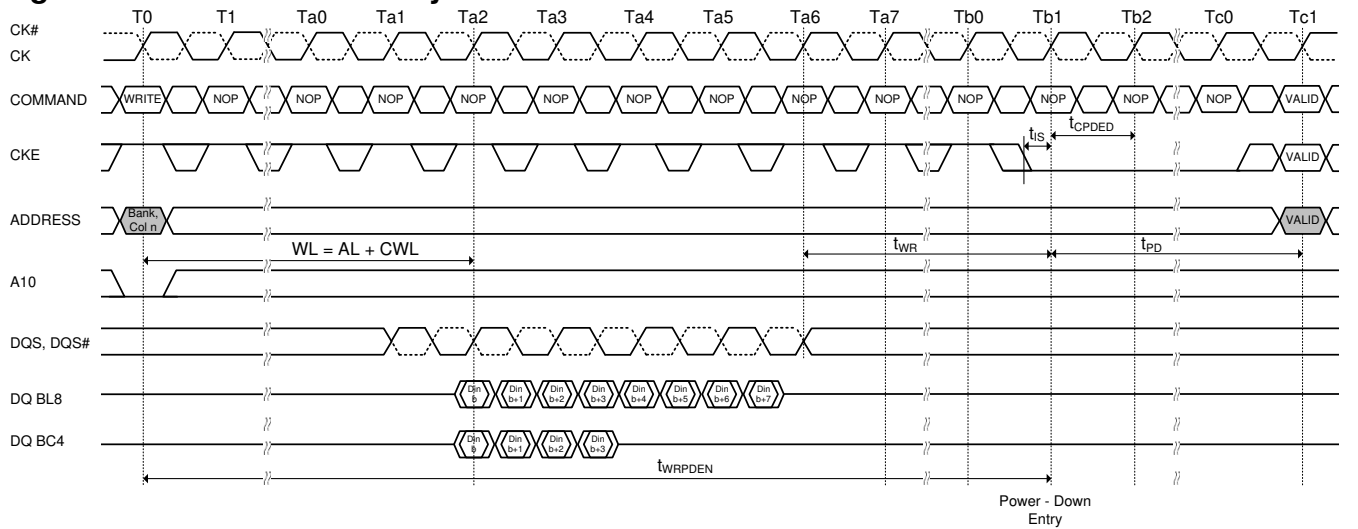 T0 T1 Ta0 Ta1 Ta2 Ta3 Ta4 Ta5 Ta6 Ta7 Tb0 Tb1 Tb2 Tc0 Tc1
CK#
CK
COMMAND WRITE NOP NOP NOP NOP NOP NOP NOP NOP NOP NOP NOP NOP NOP VALID
tIS tCPDED
CKE VALID
ADDRESS Bank, Col n VALID
WL = AL + CWL tWR tPD
A10
DQS, DQS#
DQ BL8 Din b Din b+1 Din b+2 Din b+3 Din b+4 Din b+5 Din b+6 Din b+7
DQ BC4 Din b Din b+1 Din b+2 Din b+3
tWRPDEN
Power - Down
Entry